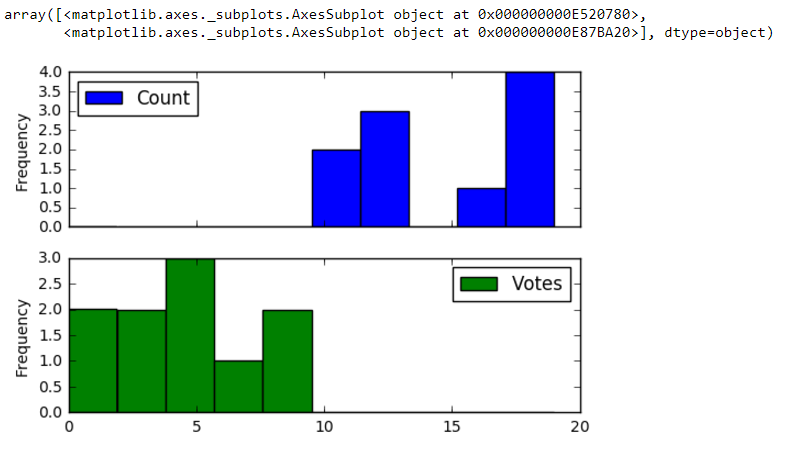 array([<matplotlib.axes._subplots.AxesSubplot object at 0x000000000E520780>,
<matplotlib.axes._subplots.AxesSubplot object at 0x000000000E87BA20>], dtype=object)
4.0
3.5
3.0
2.5
2.0
1.5
1.0
0.5
0.0
Frequency
Count
3.0
2.5
2.0
1.5
1.0
0.5
0.0
Frequency
Votes
0 5 10 15 20